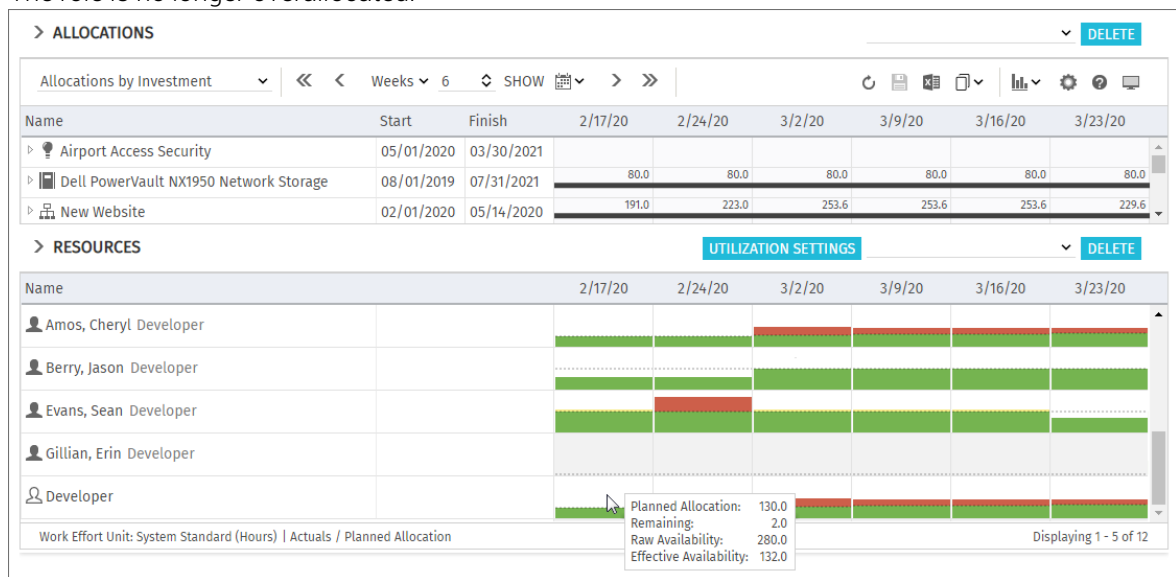 > ALLOCATIONS DELETE
Allocations by Investment Weeks 6 SHOW
Name Start Finish 2/17/20 2/24/20 3/2/20 3/9/20 3/16/20 3/23/20
Airport Access Security 05/01/2020 03/30/2021
Dell PowerVault NX1950 Network Storage 08/01/2019 07/31/2021 80.0 80.0 80.0 80.0 80.0 80.0
New Website 02/01/2020 05/14/2020 191.0 223.0 253.6 253.6 253.6 229.6
> RESOURCES UTILIZATION SETTINGS DELETE
Name 2/17/20 2/24/20 3/2/20 3/9/20 3/16/20 3/23/20
Amos, Cheryl Developer
Berry, Jason Developer
Evans, Sean Developer
Gillian, Erin Developer
Developer
Planned Allocation: 130.0
Remaining: 2.0
Raw Availability: 280.0
Effective Availability: 132.0
Work Effort Unit: System Standard (Hours) | Actuals / Planned Allocation Displaying 1 - 5 of 12